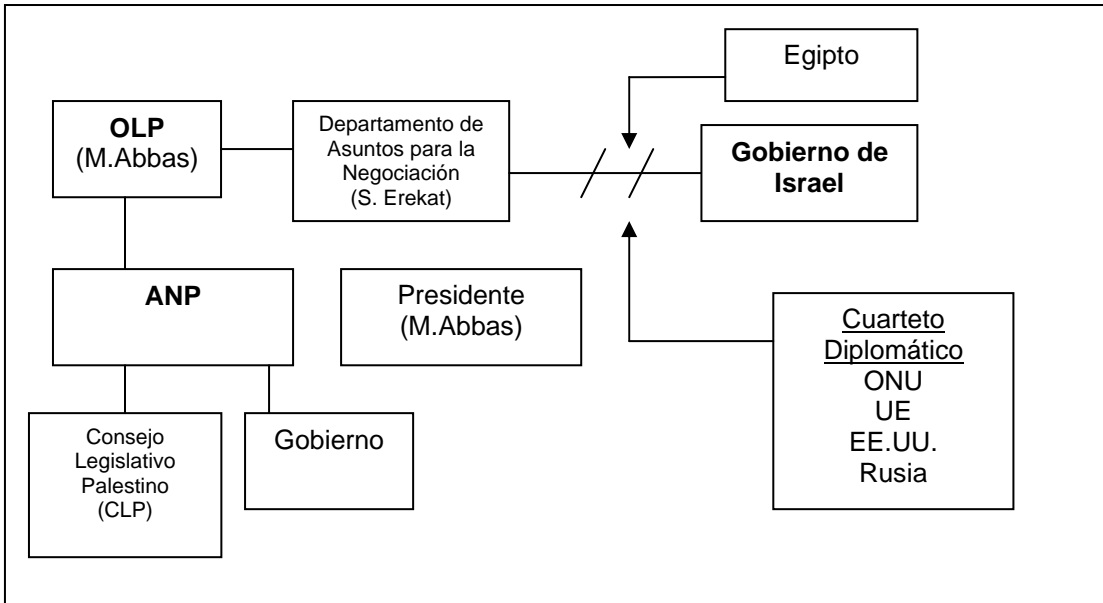 Egipto
OLP
(M.Abbas)
Departamento de
Asuntos para la
Negociación
(S. Erekat)
Gobierno de
Israel
ANP
Presidente
(M.Abbas)
Cuarteto
Diplomático
ONU
UE
EE.UU.
Rusia
Consejo
Legislativo
Palestino
(CLP)
Gobierno